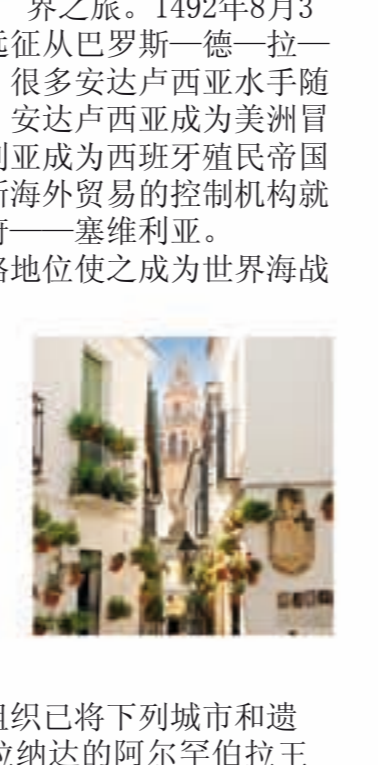 界之旅。1492年8月3
远征从巴罗斯—德—拉—
很多安达卢西亚水手随
安达卢西亚成为美洲冒
利亚成为西班牙殖民帝国
所海外贸易的控制机构就
府——塞维利亚。
略地位使之成为世界海战
组织已将下列城市和遗
拉纳达的阿尔罕伯拉王